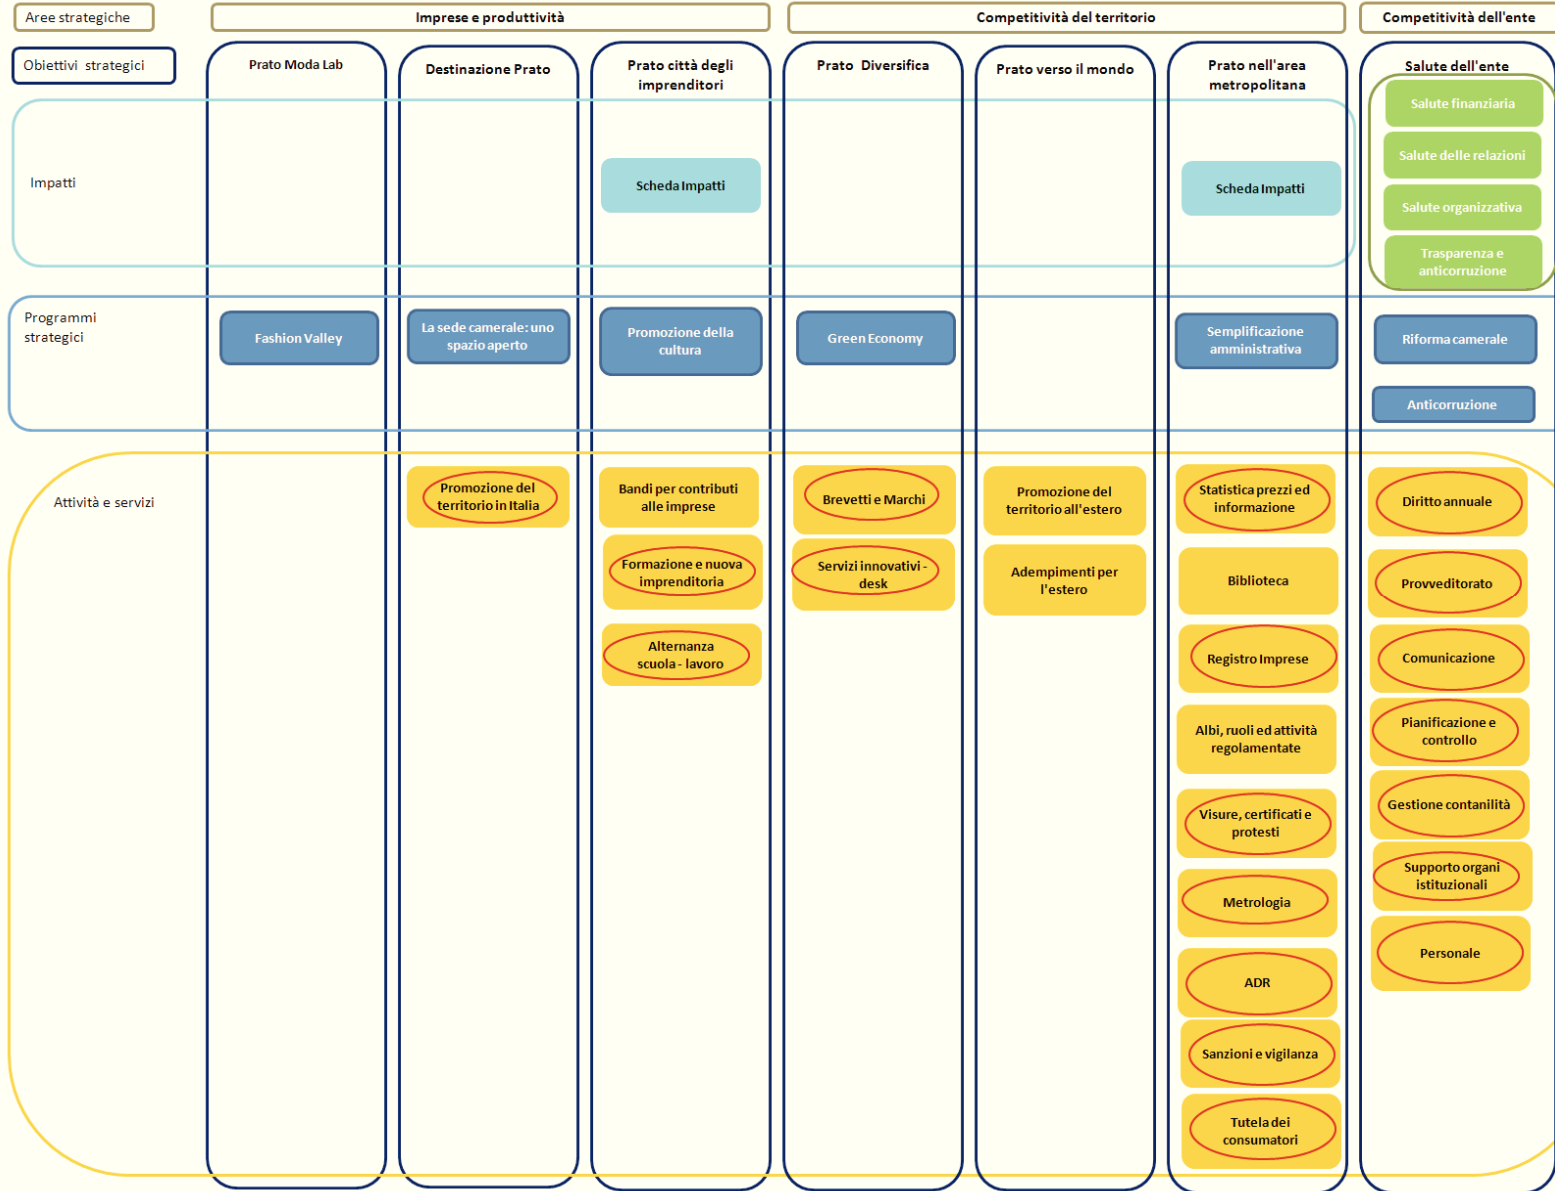 Aree strategiche
Imprese e produttività
Competitività del territorio
Competitività dell'ente
Obiettivi strategici
Prato Moda Lab
Destinazione Prato
Prato città degli
imprenditori
Prato Diversifica
Prato verso il mondo
Prato nell'area
metropolitana
Salute dell'ente
Impatti
Scheda Impatti
Scheda Impatti
Salute finanziaria
Salute delle relazioni
Salute organizzativa
Trasparenza e
anticorruzione
Programmi
strategici
Fashion Valley
La sede camerale: uno
spazio aperto
Promozione della
cultura
Green Economy
Semplificazione
amministrativa
Riforma camerale
Anticorruzione
Attività e servizi
Promozione del
territorio in Italia
Bandi per contributi
alle imprese
Formazione e nuova
imprenditoria
Alternanza
scuola - lavoro
Brevetti e Marchi
Servizi innovativi -
desk
Promozione del
territorio all'estero
Adempimenti per
l'estero
Statistica prezzi ed
informazione
Biblioteca
Registro Imprese
Albi, ruoli ed attività
regolamentate
Visure, certificati e
protesti
Metrologia
ADR
Sanzioni e vigilanza
Tutela dei
consumatori
Diritto annuale
Provveditorato
Comunicazione
Pianificazione e
controllo
Gestione contanilità
Supporto organi
istituzionali
Personale